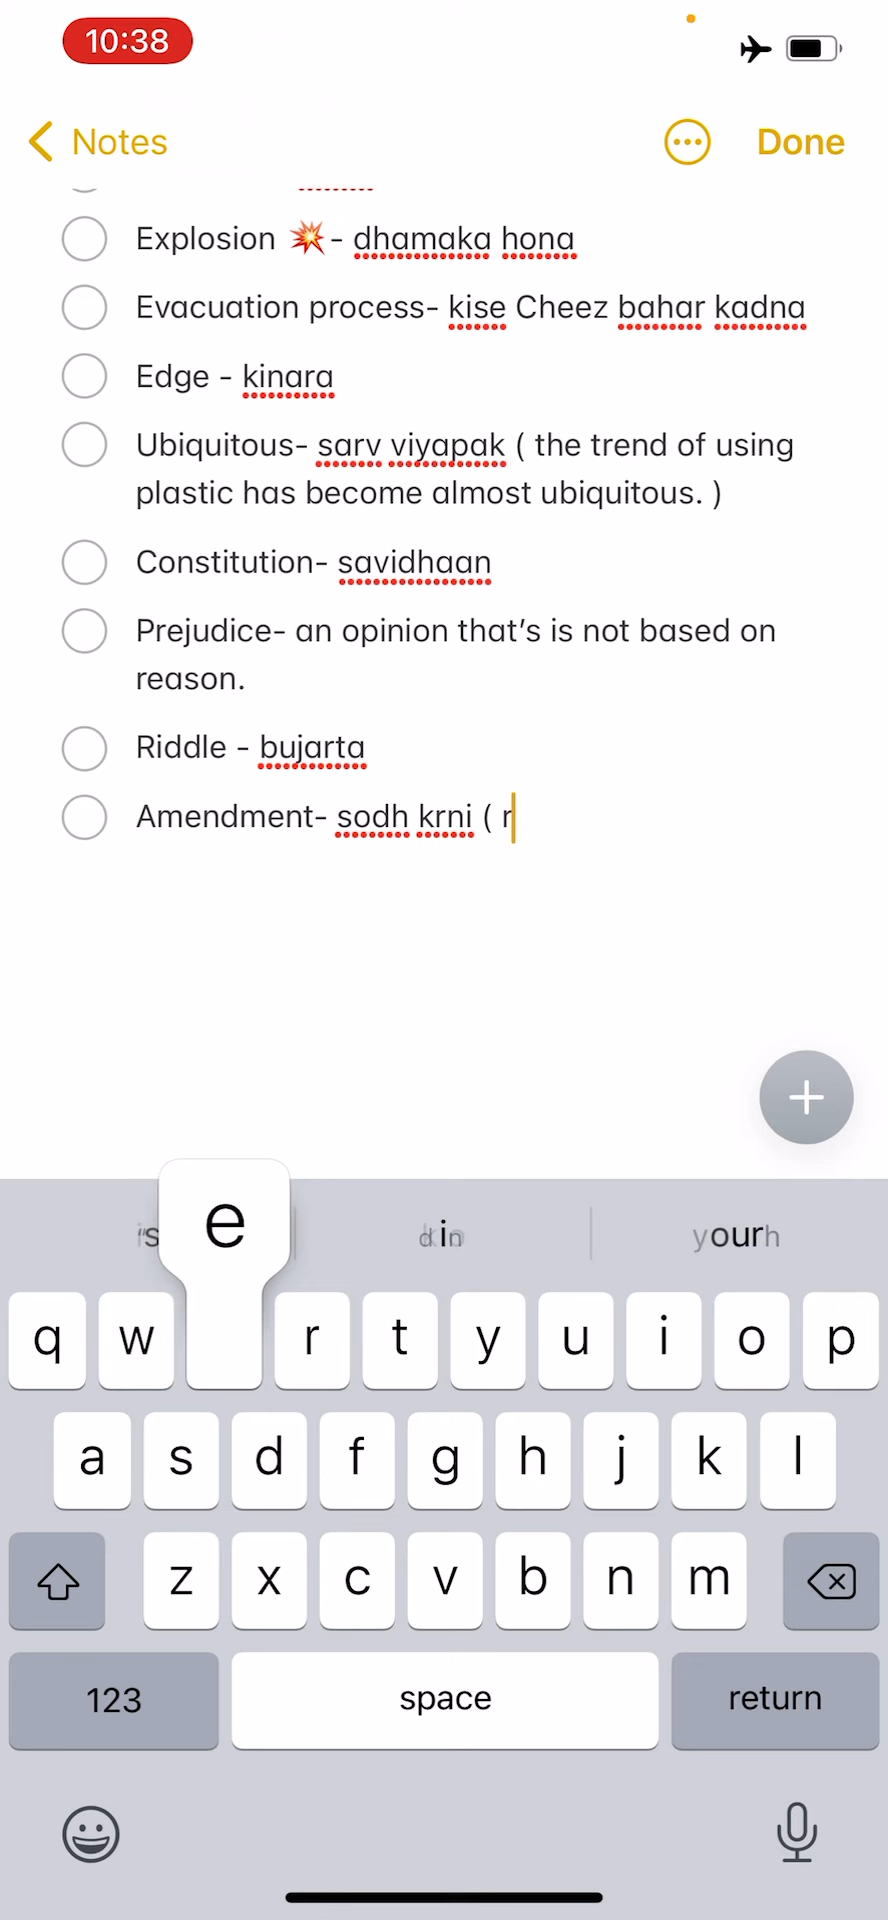 10:38
Notes
Done
Explosion 💥- dhamaka hona
Evacuation process- kise Cheez bahar kadna
Edge - kinara
Ubiquitous- sarv viyapak ( the trend of using
plastic has become almost ubiquitous. )
Constitution- savidhaan
Prejudice- an opinion that's is not based on
reason.
Riddle - bujarta
Amendment- sodh krni ( r
e
q w r t y u i o p
a s d f g h j k l
z x c v b n m
123 space return